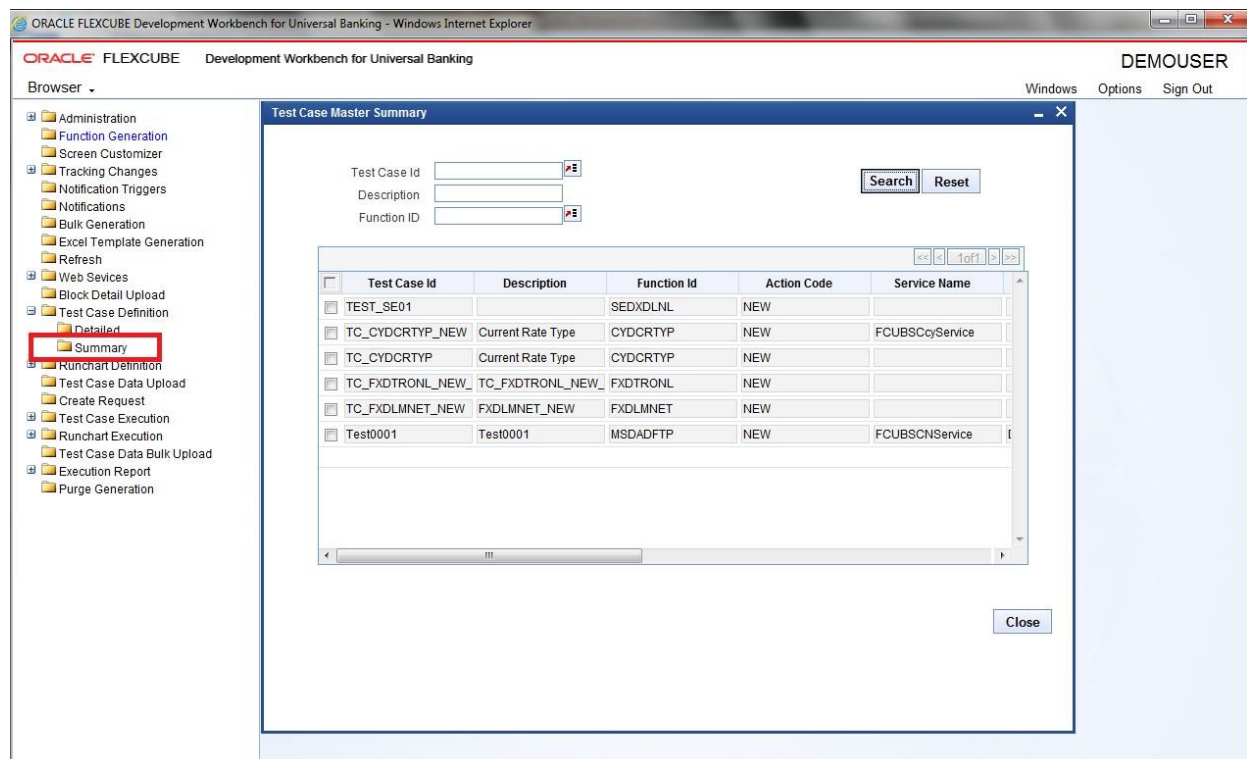 ORACLE FLEXCUBE Development Workbench for Universal Banking - Windows Internet Explorer
ORACLE FLEXCUBE Development Workbench for Universal Banking
DEMOUSER
Browser
Windows Options Sign Out
Administration
Function Generation
Screen Customizer
Tracking Changes
Notification Triggers
Notifications
Bulk Generation
Excel Template Generation
Refresh
Web Sevices
Block Detail Upload
Test Case Definition
Detailed
Summary
Runchart Definition
Test Case Data Upload
Create Request
Test Case Execution
Runchart Execution
Test Case Data Bulk Upload
Execution Report
Purge Generation
Test Case Master Summary
Test Case Id
Description
Function ID
Search Reset
<< < 1of1 > >>
Test Case Id Description Function Id Action Code Service Name
TEST_SE01 SEDXDLNL NEW
TC_CYDCRTYP_NEW Current Rate Type CYDCRTYP NEW FCUBSCcyService
TC_CYDCRTYP Current Rate Type CYDCRTYP NEW
TC_FXDTRONL_NEW_ TC_FXDTRONL_NEW_ FXDTRONL NEW
TC_FXDLMNET_NEW FXDLMNET_NEW FXDLMNET NEW
Test0001 Test0001 MSDADFTP NEW FCUBSCNService
Close